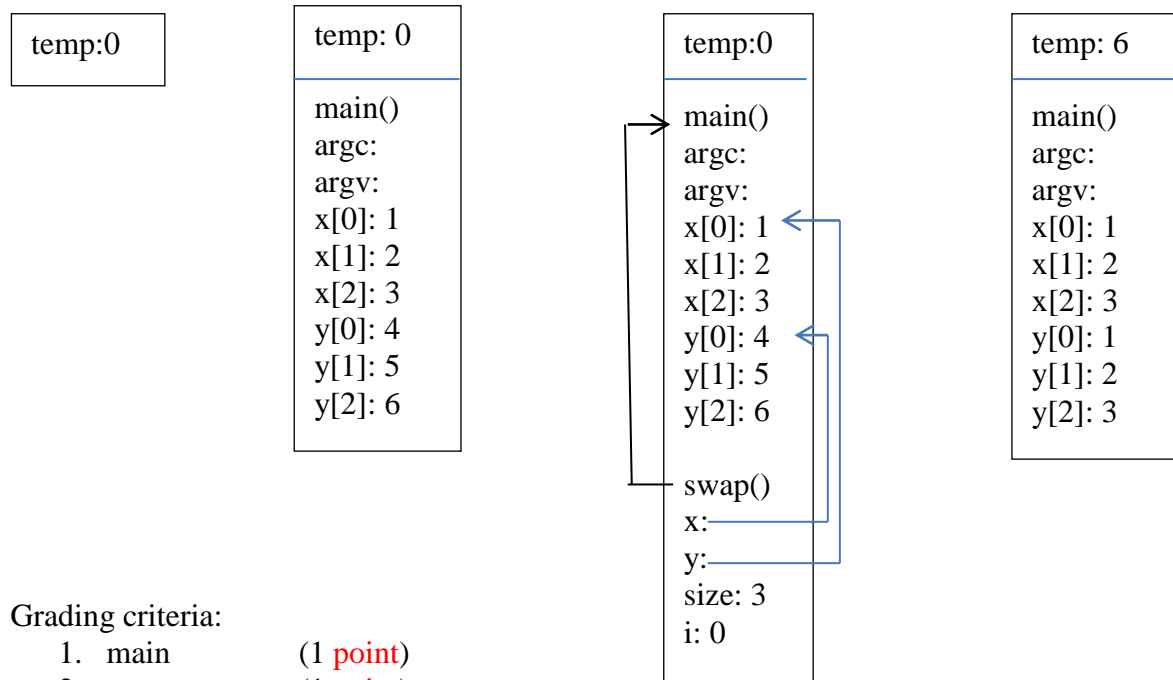 temp:0
temp: 0
main()
argc:
argv:
x[0]: 1
x[1]: 2
x[2]: 3
y[0]: 4
y[1]: 5
y[2]: 6
temp:0
main()
argc:
argv:
x[0]: 1
x[1]: 2
x[2]: 3
y[0]: 4
y[1]: 5
y[2]: 6
swap()
x:
y:
size: 3
i: 0
temp: 6
main()
argc:
argv:
x[0]: 1
x[1]: 2
x[2]: 3
y[0]: 1
y[1]: 2
y[2]: 3
Grading criteria:
1. main (1 point)